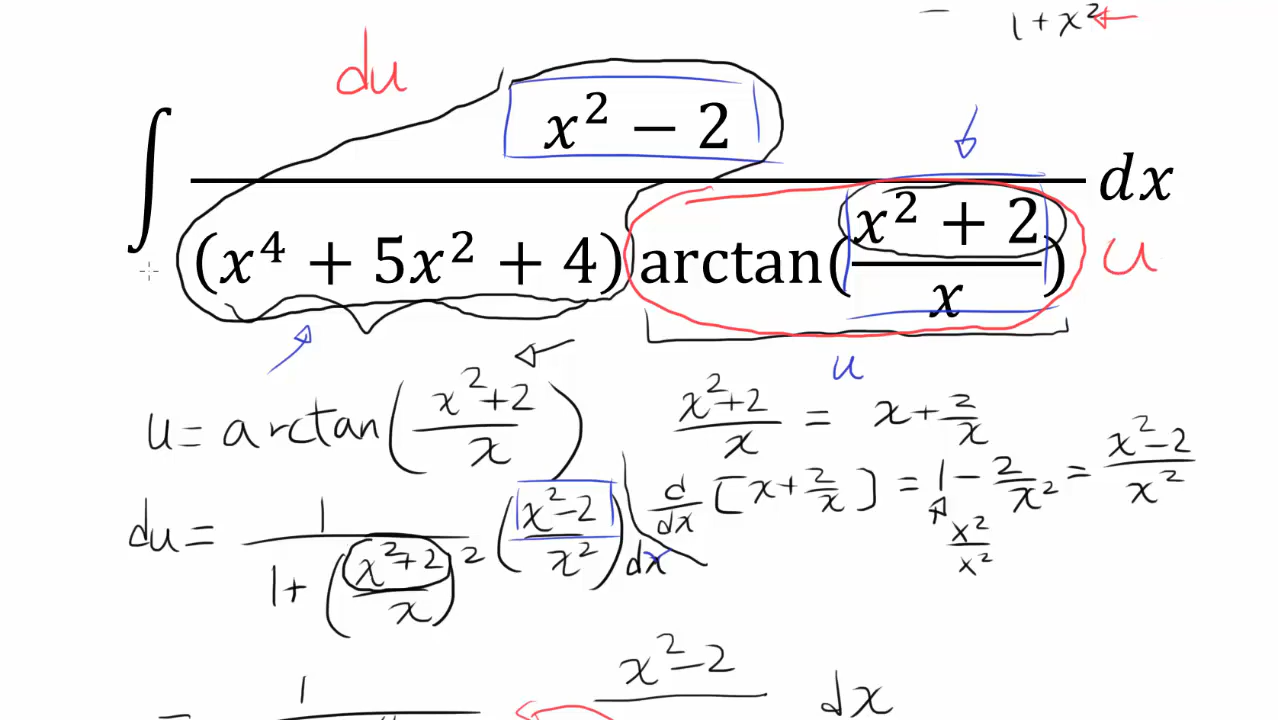 1 + x²
du
∫ (x² − 2) / ((x⁴ + 5x² + 4) arctan((x² + 2)/x)) dx
u
u
u = arctan((x²+2)/x)
(x²+2)/x = x + 2/x
d/dx [x + 2/x] = 1 − 2/x² = (x²−2)/x²
x²/x²
du = 1/(1 + ((x²+2)/x)²) ((x²−2)/x²) dx
= 1 x²−2 dx